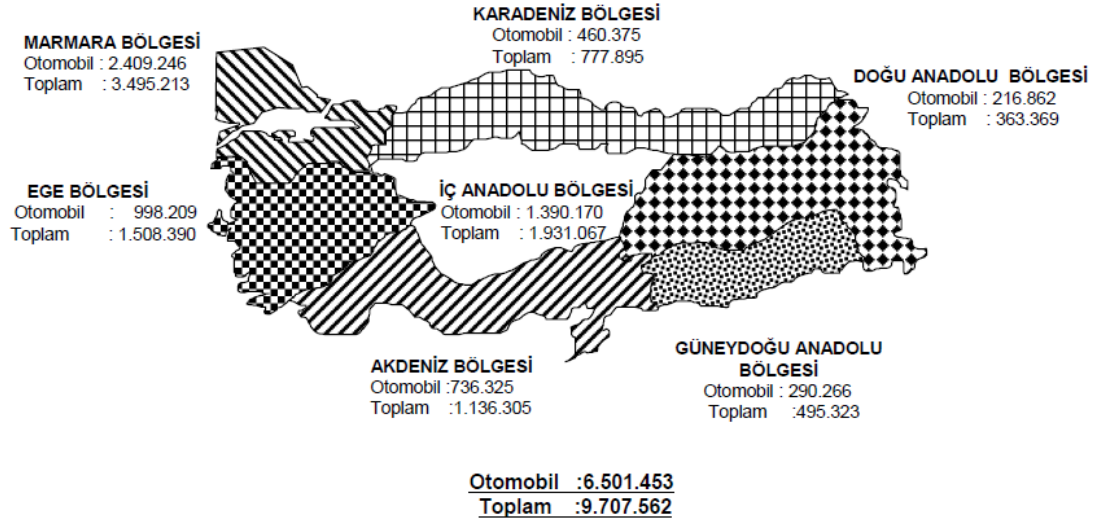 KARADENİZ BÖLGESİ
Otomobil : 460.375
Toplam : 777.895
MARMARA BÖLGESİ
Otomobil : 2.409.246
Toplam : 3.495.213
DOĞU ANADOLU BÖLGESİ
Otomobil : 216.862
Toplam : 363.369
EGE BÖLGESİ
Otomobil : 998.209
Toplam : 1.508.390
İÇ ANADOLU BÖLGESİ
Otomobil : 1.390.170
Toplam : 1.931.067
AKDENİZ BÖLGESİ
Otomobil :736.325
Toplam :1.136.305
GÜNEYDOĞU ANADOLU
BÖLGESİ
Otomobil : 290.266
Toplam :495.323
Otomobil :6.501.453
Toplam :9.707.562